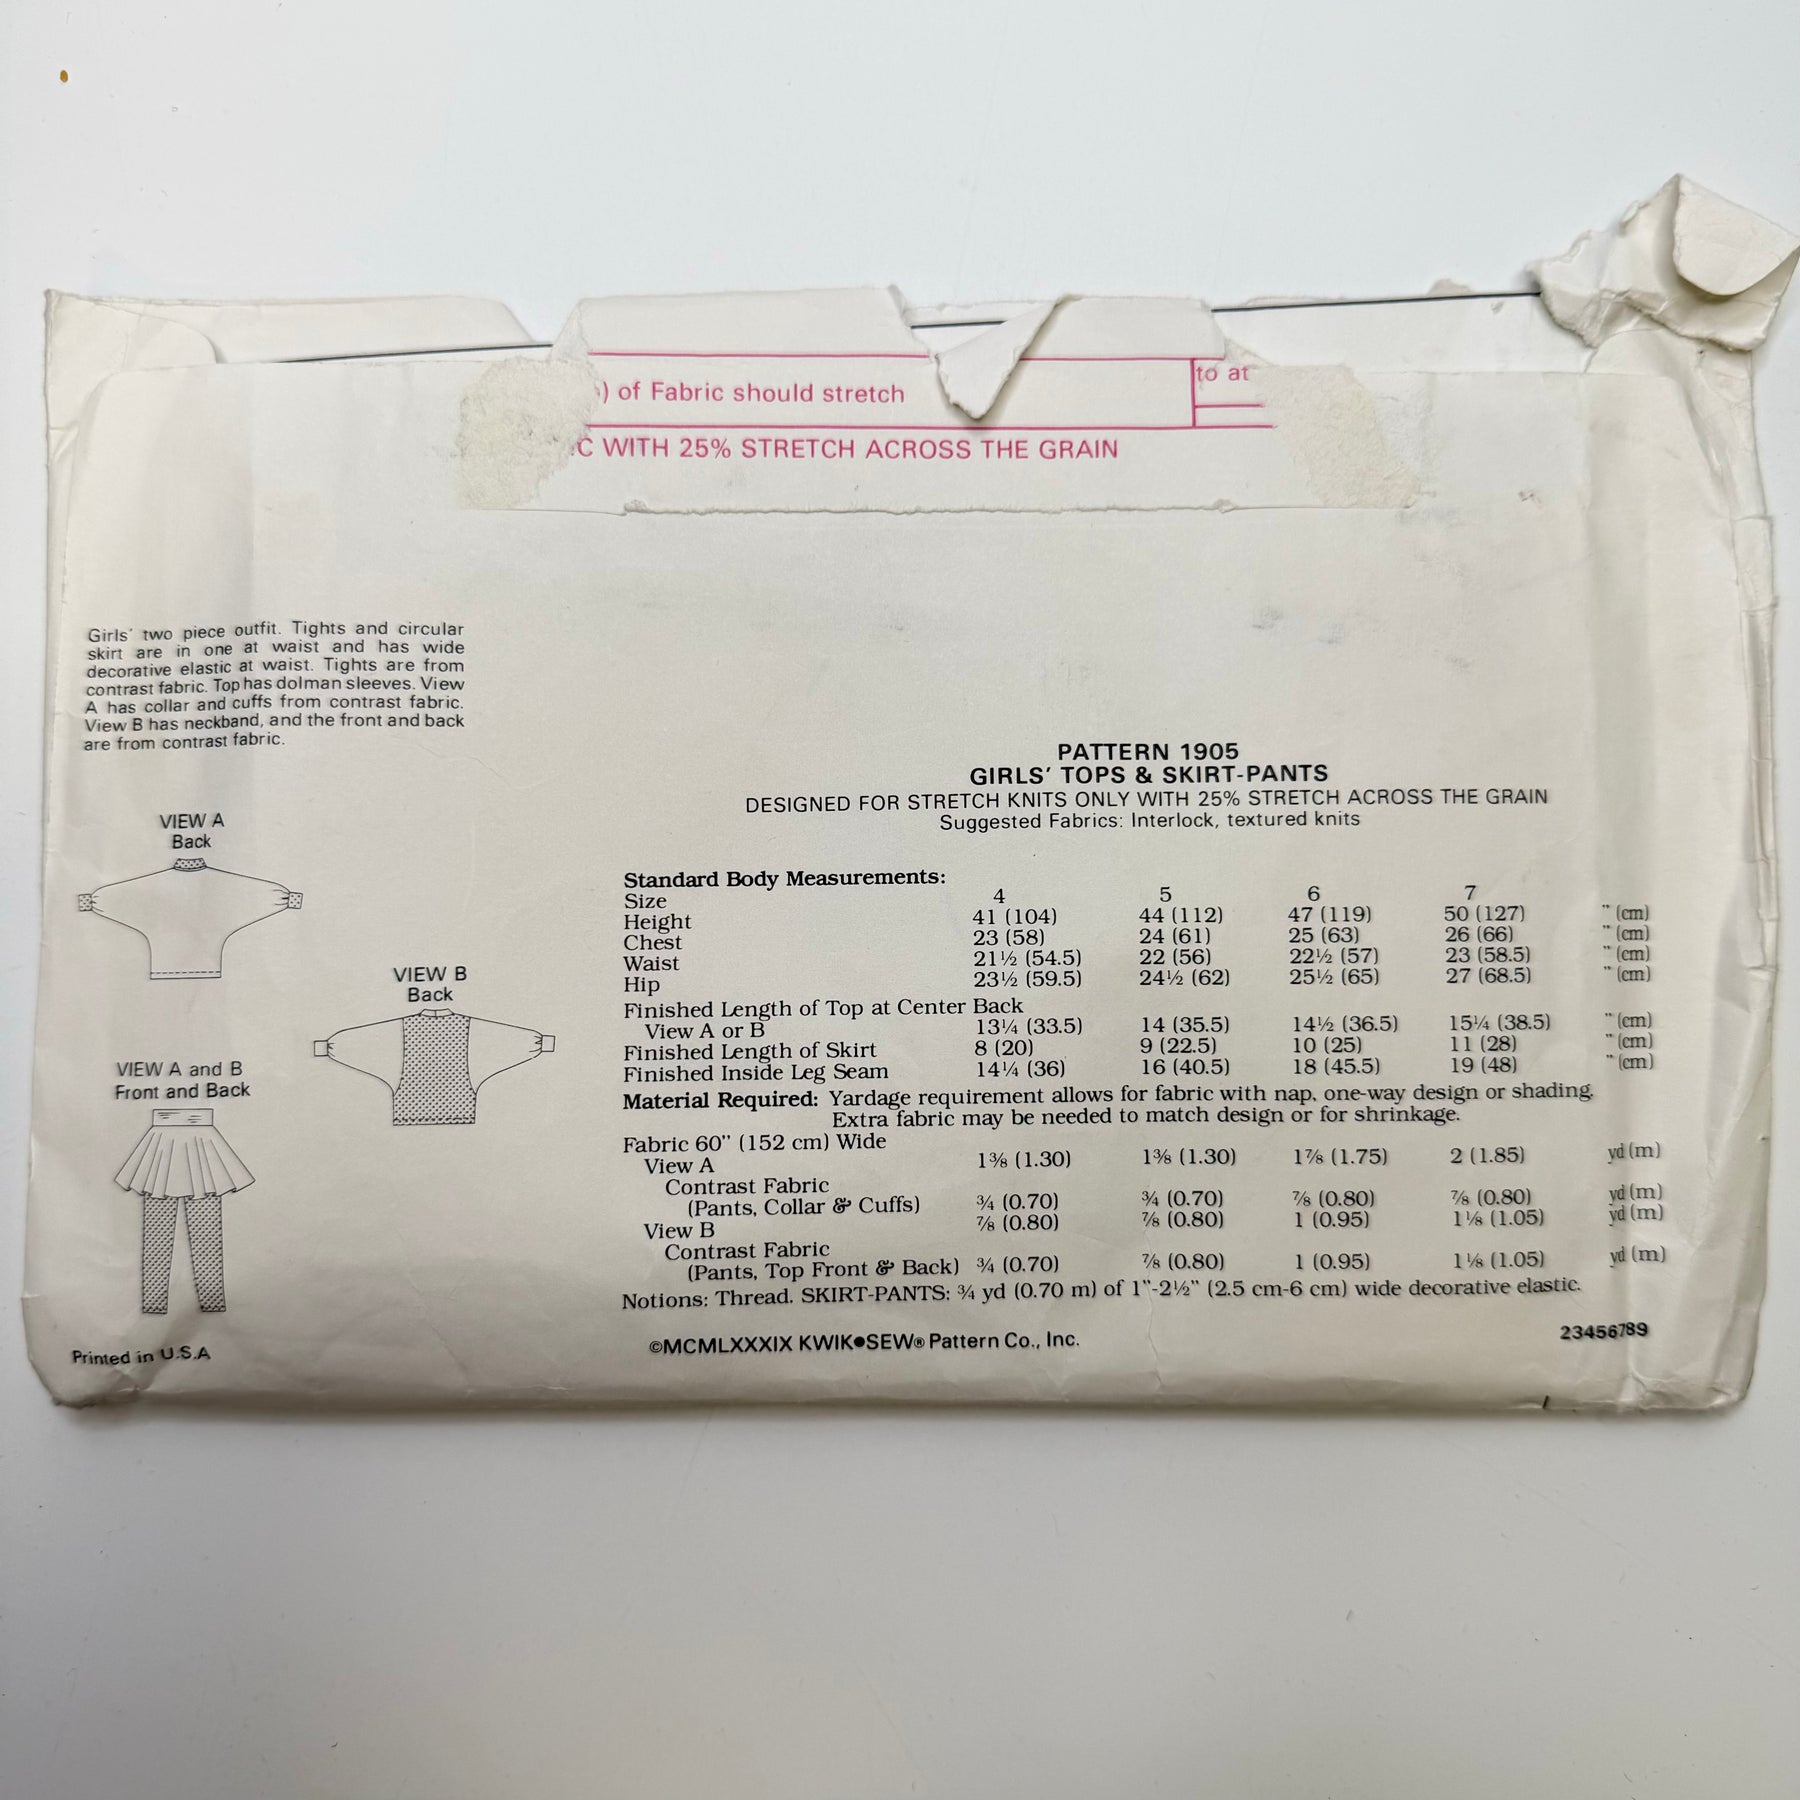 ) of Fabric should stretch
to at
C WITH 25% STRETCH ACROSS THE GRAIN
Girls' two piece outfit. Tights and circular
skirt are in one at waist and has wide
decorative elastic at waist. Tights are from
contrast fabric. Top has dolman sleeves. View
A has collar and cuffs from contrast fabric.
View B has neckband, and the front and back
are from contrast fabric.
VIEW A
Back
VIEW B
Back
VIEW A and B
Front and Back
Printed in U.S.A
PATTERN 1905
GIRLS' TOPS & SKIRT-PANTS
DESIGNED FOR STRETCH KNITS ONLY WITH 25% STRETCH ACROSS THE GRAIN
Suggested Fabrics: Interlock, textured knits
Standard Body Measurements:
Size 4 5 6 7
Height 41 (104) 44 (112) 47 (119) 50 (127) " (cm)
Chest 23 (58) 24 (61) 25 (63) 26 (66) " (cm)
Waist 21½ (54.5) 22 (56) 22½ (57) 23 (58.5) " (cm)
Hip 23½ (59.5) 24½ (62) 25½ (65) 27 (68.5) " (cm)
Finished Length of Top at Center Back
View A or B 13¼ (33.5) 14 (35.5) 14½ (36.5) 15¼ (38.5) " (cm)
Finished Length of Skirt 8 (20) 9 (22.5) 10 (25) 11 (28) " (cm)
Finished Inside Leg Seam 14¼ (36) 16 (40.5) 18 (45.5) 19 (48) " (cm)
Material Required: Yardage requirement allows for fabric with nap, one-way design or shading.
Extra fabric may be needed to match design or for shrinkage.
Fabric 60" (152 cm) Wide
View A 1⅜ (1.30) 1⅜ (1.30) 1⅞ (1.75) 2 (1.85) yd (m)
Contrast Fabric
(Pants, Collar & Cuffs) ¾ (0.70) ¾ (0.70) ⅞ (0.80) ⅞ (0.80) yd (m)
View B ⅞ (0.80) ⅞ (0.80) 1 (0.95) 1⅛ (1.05) yd (m)
Contrast Fabric
(Pants, Top Front & Back) ¾ (0.70) ⅞ (0.80) 1 (0.95) 1⅛ (1.05) yd (m)
Notions: Thread. SKIRT-PANTS: ¾ yd (0.70 m) of 1"-2½" (2.5 cm-6 cm) wide decorative elastic.
©MCMLXXXIX KWIK●SEW® Pattern Co., Inc.
23456789